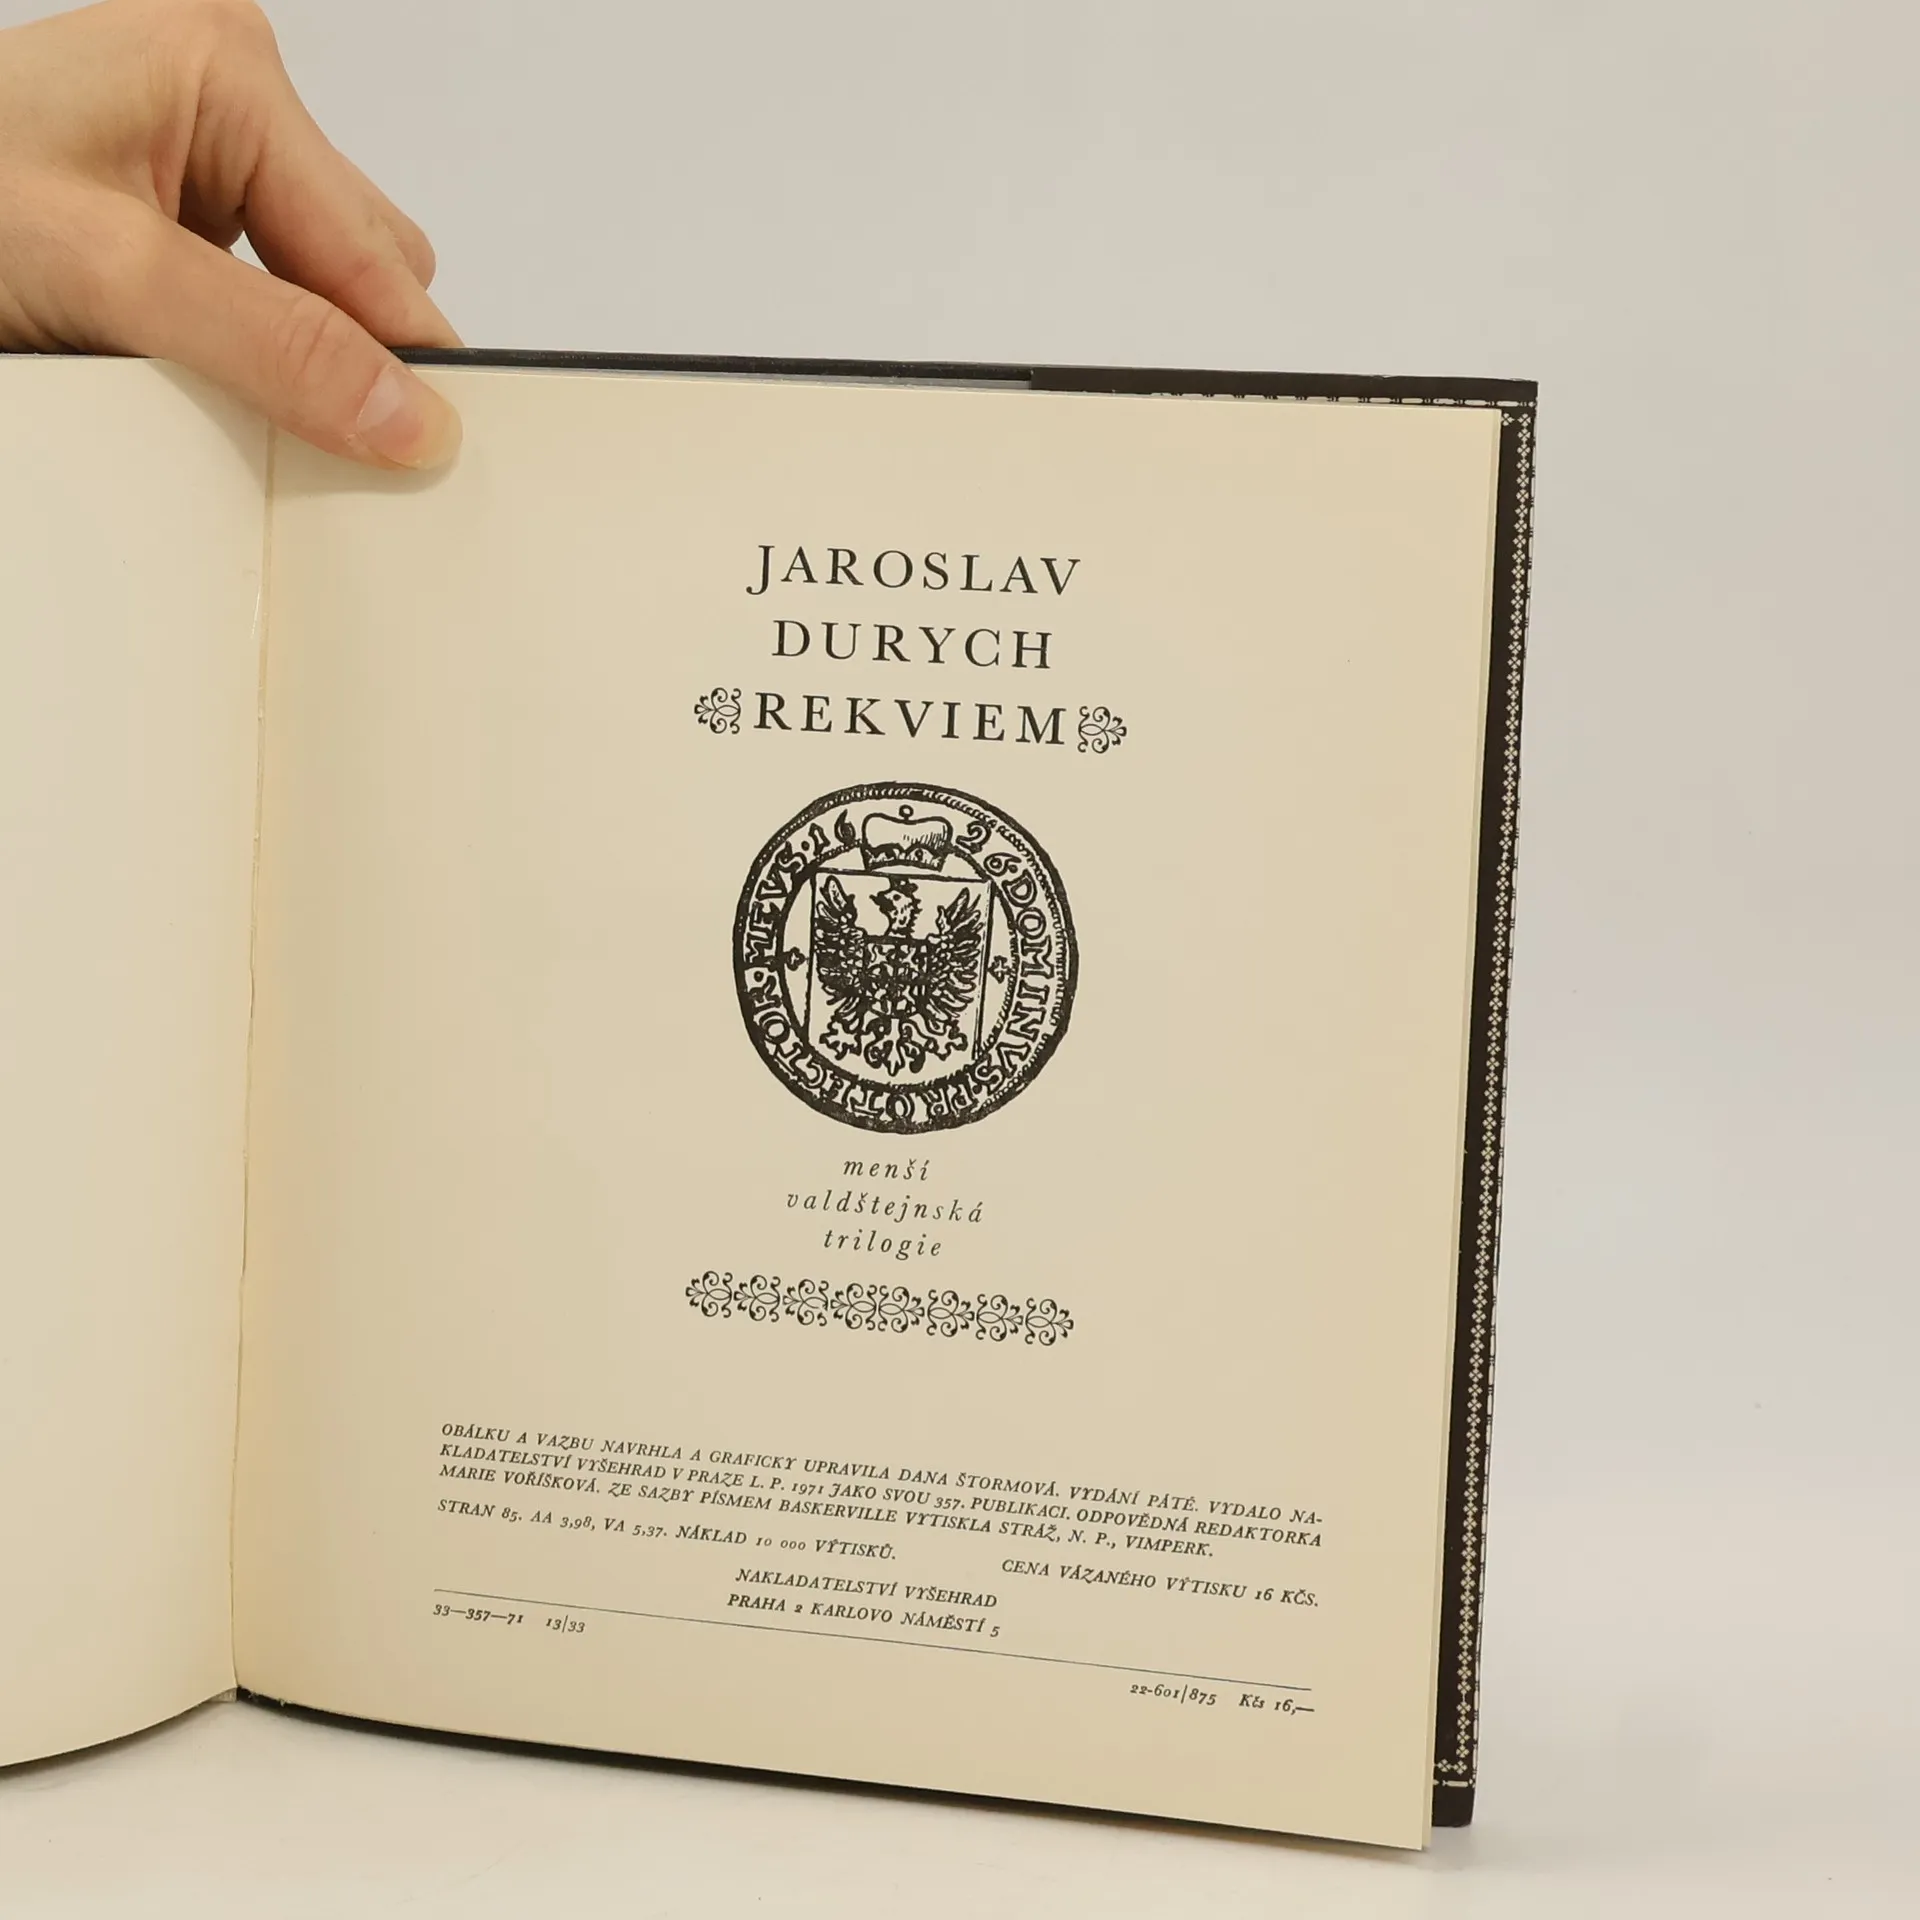 JAROSLAV
DURYCH
REKVIEM
MEVS · 16 26 · DOMINVS · PROTECTOR ·
menší
valdštejnská
trilogie
OBÁLKU A VAZBU NAVRHLA A GRAFICKY UPRAVILA DANA ŠTORMOVÁ. VYDÁNÍ PÁTÉ. VYDALO NA-
KLADATELSTVÍ VYŠEHRAD V PRAZE L. P. 1971 JAKO SVOU 357. PUBLIKACI. ODPOVĚDNÁ REDAKTORKA
MARIE VOŘÍŠKOVÁ. ZE SAZBY PÍSMEM BASKERVILLE VYTISKLA STRÁŽ, N. P., VIMPERK.
STRAN 85. AA 3,98, VA 5,37. NÁKLAD 10 000 VÝTISKŮ. CENA VÁZANÉHO VÝTISKU 16 KČS.
NAKLADATELSTVÍ VYŠEHRAD
PRAHA 2 KARLOVO NÁMĚSTÍ 5
33—357—71 13/33
22-601/875 Kčs 16,—